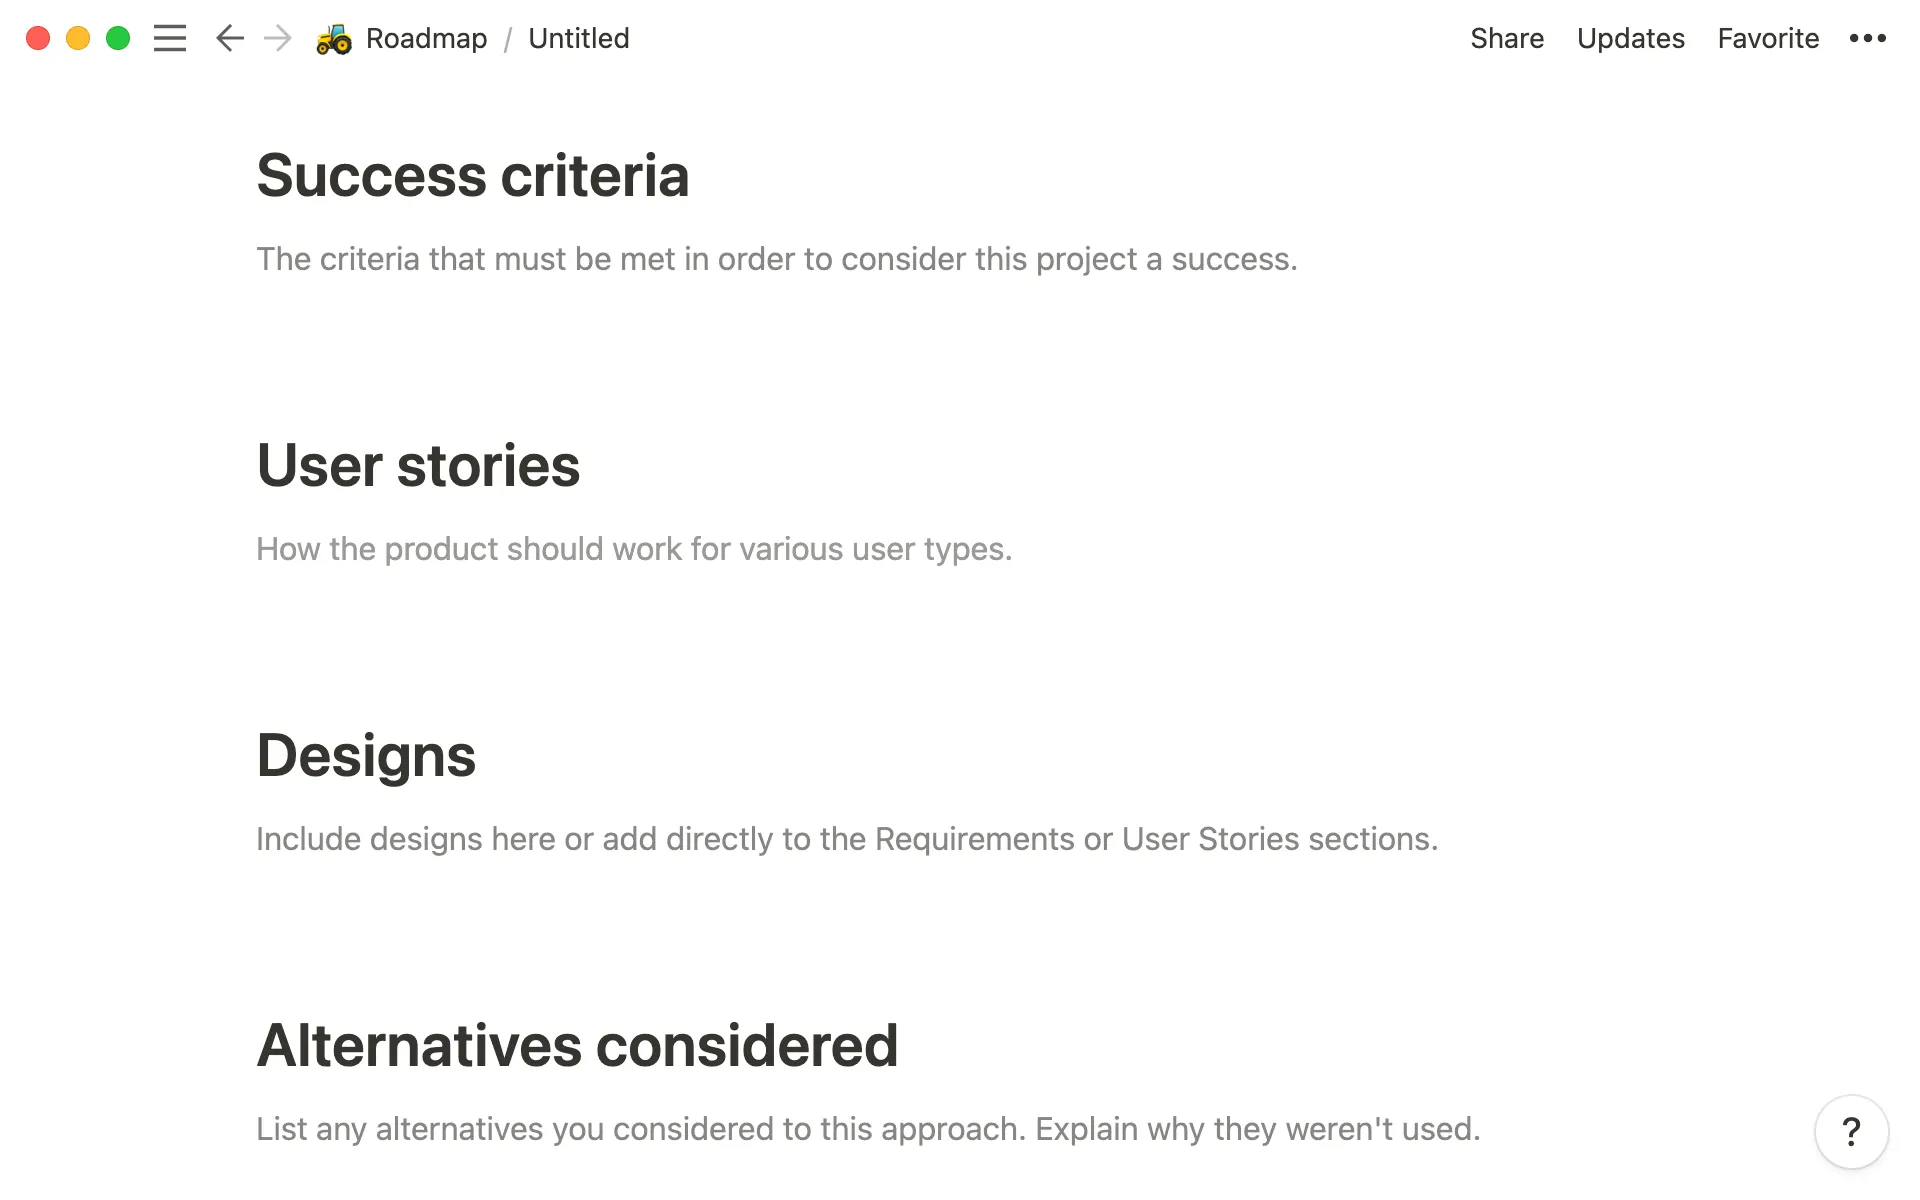 Roadmap / Untitled
Share Updates Favorite •••
Success criteria
The criteria that must be met in order to consider this project a success.
User stories
How the product should work for various user types.
Designs
Include designs here or add directly to the Requirements or User Stories sections.
Alternatives considered
List any alternatives you considered to this approach. Explain why they weren't used.
?